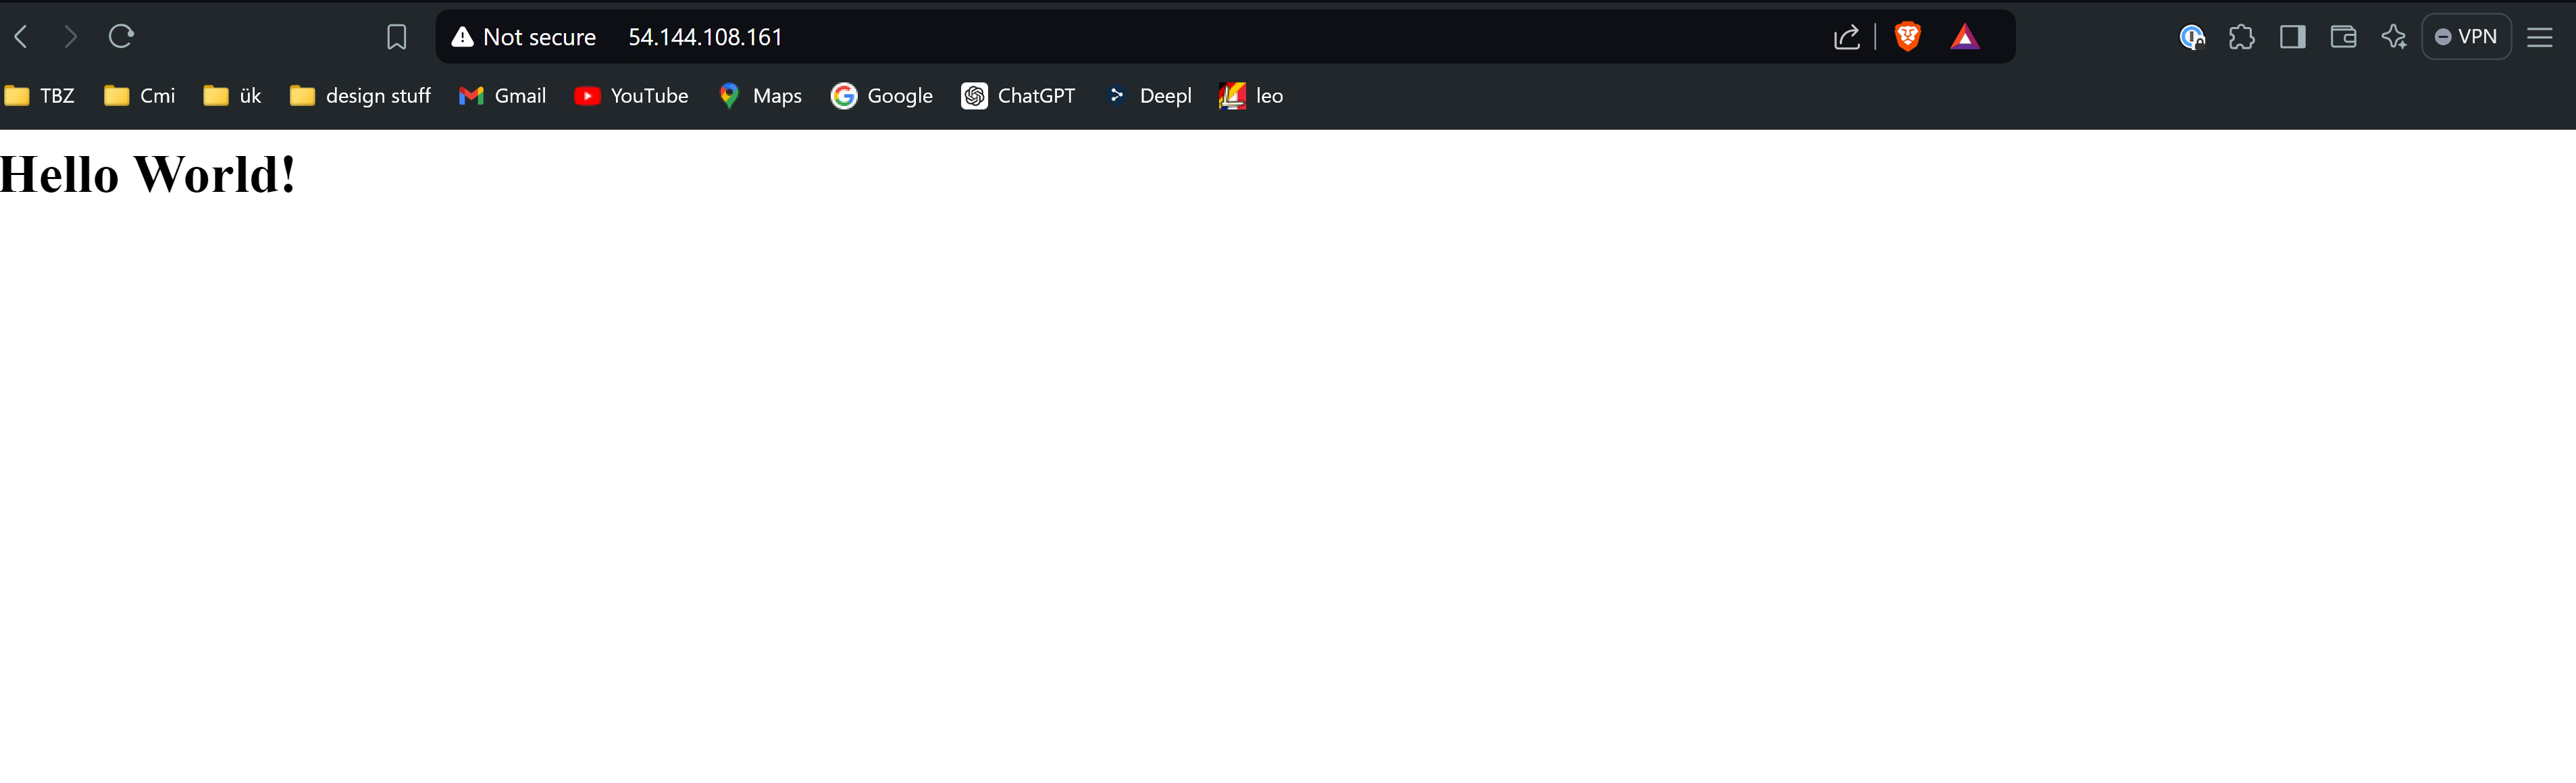 Not secure 54.144.108.161 VPN
TBZ Cmi ük design stuff Gmail YouTube Maps Google ChatGPT Deepl leo
Hello World!